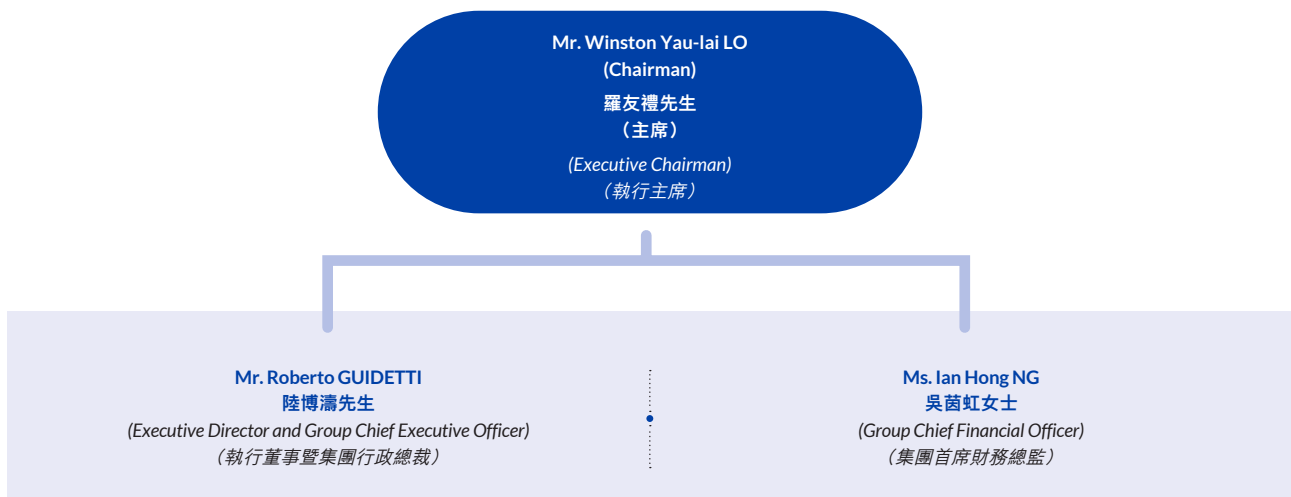 Mr. Winston Yau-lai LO
(Chairman)
羅友禮先生
（主席）
(Executive Chairman)
（執行主席）
Mr. Roberto GUIDETTI
陸博濤先生
(Executive Director and Group Chief Executive Officer)
（執行董事暨集團行政總裁）
Ms. Ian Hong NG
吳茵虹女士
(Group Chief Financial Officer)
（集團首席財務總監）